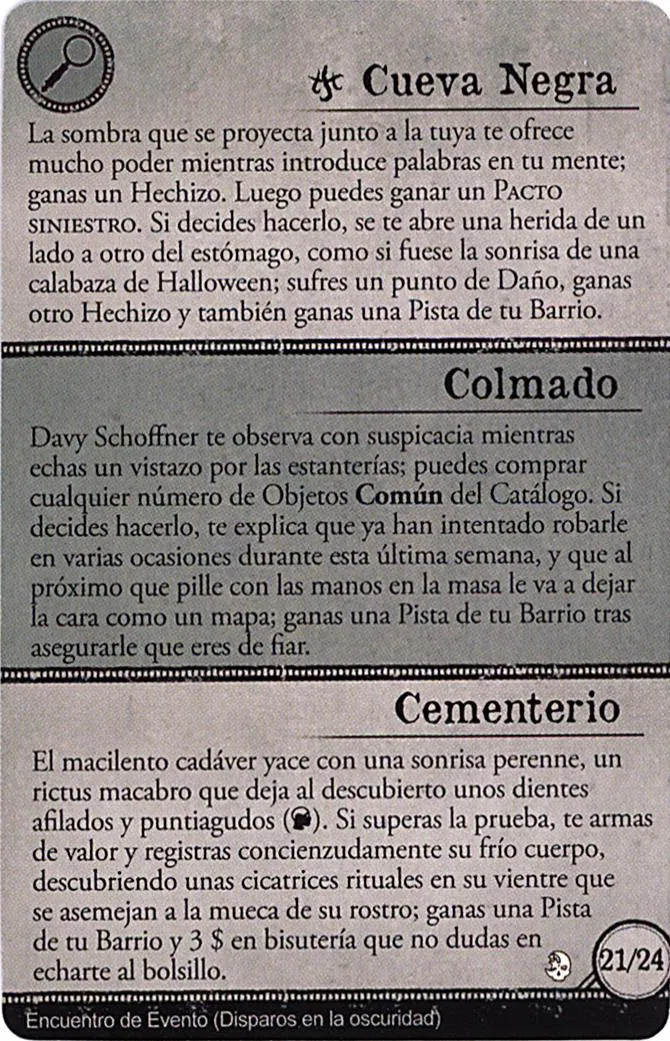 Cueva Negra
La sombra que se proyecta junto a la tuya te ofrece
mucho poder mientras introduce palabras en tu mente;
ganas un Hechizo. Luego puedes ganar un PACTO
SINIESTRO. Si decides hacerlo, se te abre una herida de un
lado a otro del estómago, como si fuese la sonrisa de una
calabaza de Halloween; sufres un punto de Daño, ganas
otro Hechizo y también ganas una Pista de tu Barrio.
Colmado
Davy Schoffner te observa con suspicacia mientras
echas un vistazo por las estanterías; puedes comprar
cualquier número de Objetos Común del Catálogo. Si
decides hacerlo, te explica que ya han intentado robarle
en varias ocasiones durante esta última semana, y que al
próximo que pille con las manos en la masa le va a dejar
la cara como un mapa; ganas una Pista de tu Barrio tras
asegurarle que eres de fiar.
Cementerio
El macilento cadáver yace con una sonrisa perenne, un
rictus macabro que deja al descubierto unos dientes
afilados y puntiagudos (). Si superas la prueba, te armas
de valor y registras concienzudamente su frío cuerpo,
descubriendo unas cicatrices rituales en su vientre que
se asemejan a la mueca de su rostro; ganas una Pista
de tu Barrio y 3 $ en bisutería que no dudas en
echarte al bolsillo.
21/24
Encuentro de Evento (Disparos en la oscuridad)